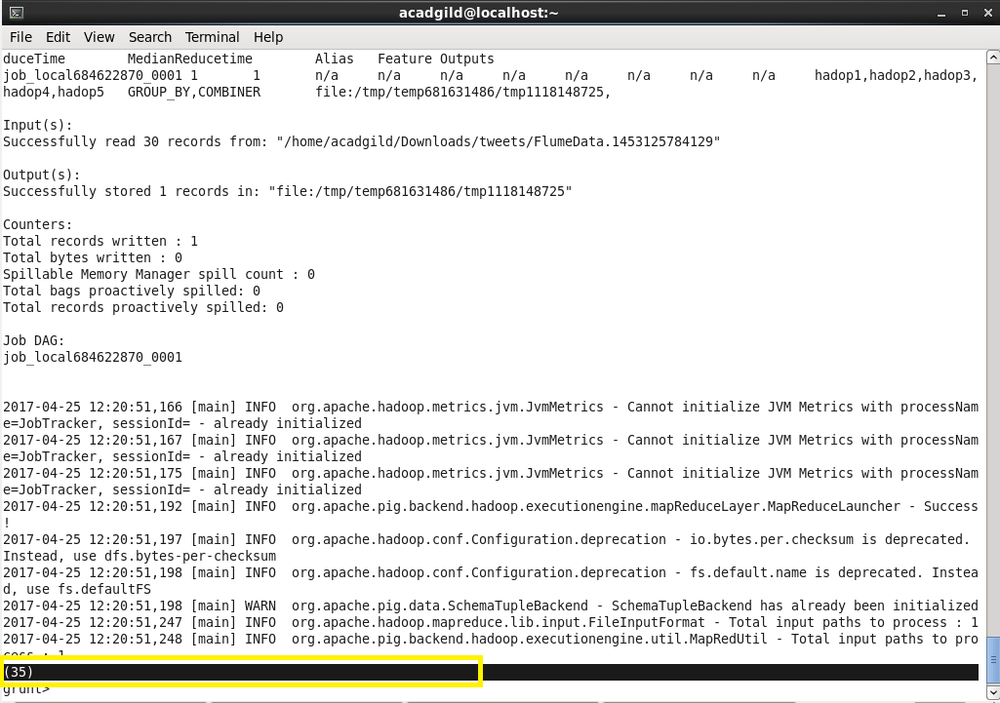 acadgild@localhost:~
File Edit View Search Terminal Help
duceTime MedianReducetime Alias Feature Outputs
job_local684622870_0001 1 1 n/a n/a n/a n/a n/a n/a n/a n/a hadop1,hadop2,hadop3,
hadop4,hadop5 GROUP_BY,COMBINER file:/tmp/temp681631486/tmp1118148725,
Input(s):
Successfully read 30 records from: "/home/acadgild/Downloads/tweets/FlumeData.1453125784129"
Output(s):
Successfully stored 1 records in: "file:/tmp/temp681631486/tmp1118148725"
Counters:
Total records written : 1
Total bytes written : 0
Spillable Memory Manager spill count : 0
Total bags proactively spilled: 0
Total records proactively spilled: 0
Job DAG:
job_local684622870_0001
2017-04-25 12:20:51,166 [main] INFO org.apache.hadoop.metrics.jvm.JvmMetrics - Cannot initialize JVM Metrics with processNam
e=JobTracker, sessionId= - already initialized
2017-04-25 12:20:51,167 [main] INFO org.apache.hadoop.metrics.jvm.JvmMetrics - Cannot initialize JVM Metrics with processNam
e=JobTracker, sessionId= - already initialized
2017-04-25 12:20:51,175 [main] INFO org.apache.hadoop.metrics.jvm.JvmMetrics - Cannot initialize JVM Metrics with processNam
e=JobTracker, sessionId= - already initialized
2017-04-25 12:20:51,192 [main] INFO org.apache.pig.backend.hadoop.executionengine.mapReduceLayer.MapReduceLauncher - Success
!
2017-04-25 12:20:51,197 [main] INFO org.apache.hadoop.conf.Configuration.deprecation - io.bytes.per.checksum is deprecated.
Instead, use dfs.bytes-per-checksum
2017-04-25 12:20:51,198 [main] INFO org.apache.hadoop.conf.Configuration.deprecation - fs.default.name is deprecated. Instea
d, use fs.defaultFS
2017-04-25 12:20:51,198 [main] WARN org.apache.pig.data.SchemaTupleBackend - SchemaTupleBackend has already been initialized
2017-04-25 12:20:51,247 [main] INFO org.apache.hadoop.mapreduce.lib.input.FileInputFormat - Total input paths to process : 1
2017-04-25 12:20:51,248 [main] INFO org.apache.pig.backend.hadoop.executionengine.util.MapRedUtil - Total input paths to pro
cess : 1
(35)
grunt>